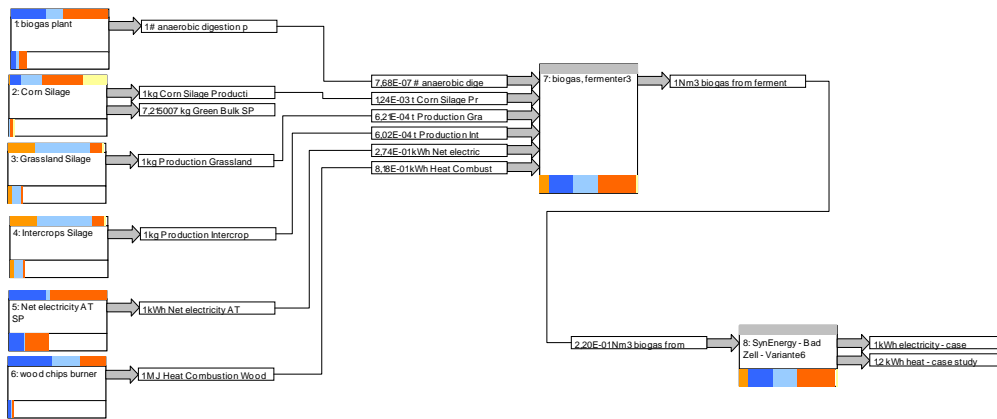 1: biogas plant
1# anaerobic digestion p
2: Corn Silage
1kg Corn Silage Producti
7,215007 kg Green Bulk SP
3: Grassland Silage
1kg Production Grassland
4: Intercrops Silage
1kg Production Intercrop
5: Net electricity AT
SP
1kWh Net electricity AT
6: wood chips burner
1MJ Heat Combustion Wood
7,68E-07 # anaerobic dige
1,24E-03 t Corn Silage Pr
6,21E-04 t Production Gra
6,02E-04 t Production Int
2,74E-01kWh Net electric
8,18E-01kWh Heat Combust
7: biogas, fermenter3
1Nm3 biogas from ferment
2,20E-01Nm3 biogas from
8: SynEnergy - Bad
Zell - Variante6
1kWh electricity - case
1,2 kWh heat - case study